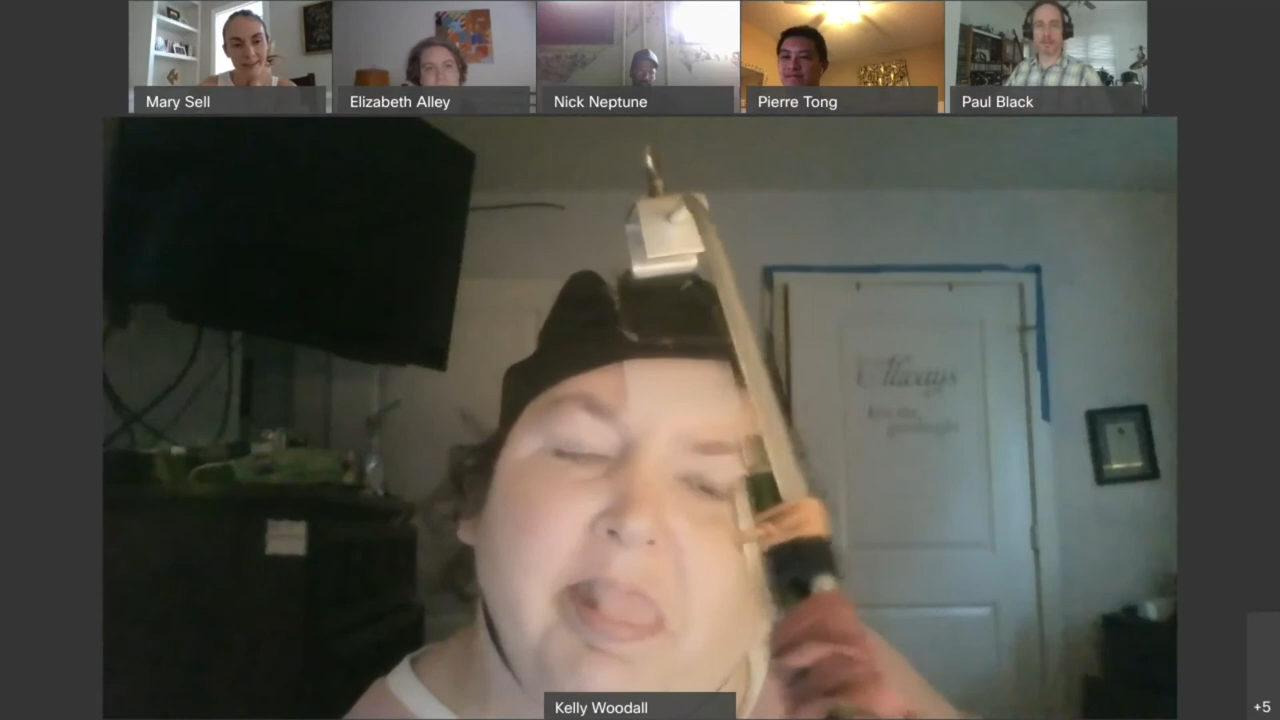 Mary Sell
Elizabeth Alley
Nick Neptune
Pierre Tong
Paul Black
Always
Kelly Woodall
+5